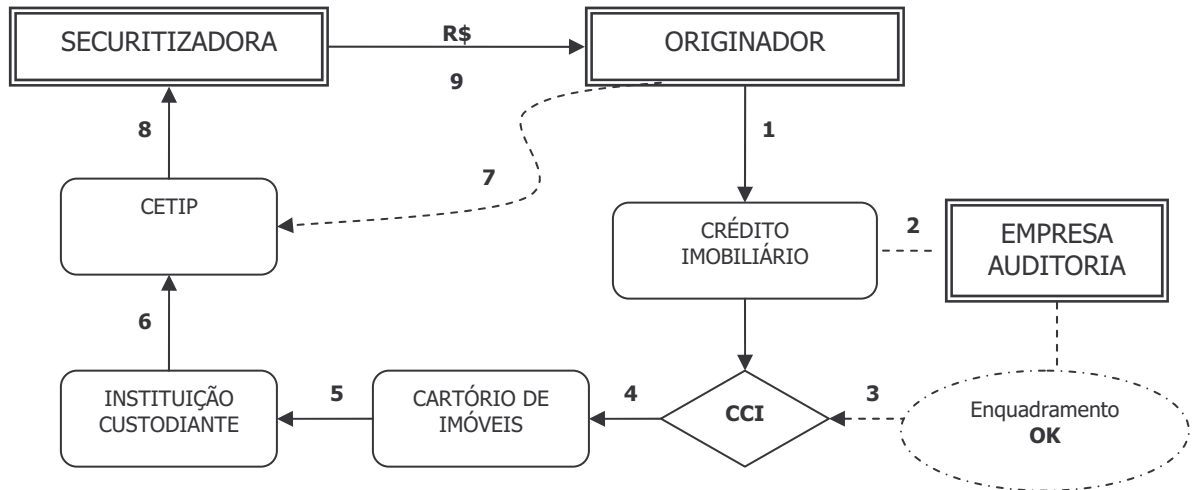 SECURITIZADORA
R$
ORIGINADOR
9
8
1
7
CETIP
CRÉDITO
IMOBILIÁRIO
2
EMPRESA
AUDITORIA
6
INSTITUIÇÃO
CUSTODIANTE
5
CARTÓRIO DE
IMÓVEIS
4
CCI
3
Enquadramento
OK